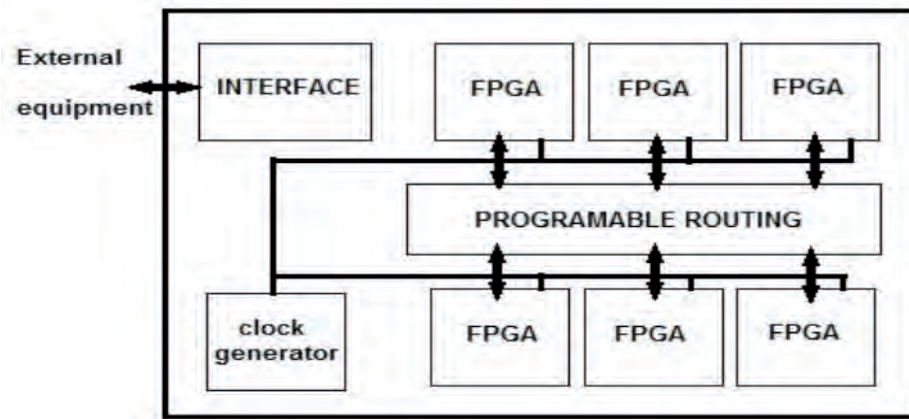 External
equipment
INTERFACE
FPGA
FPGA
FPGA
PROGRAMABLE ROUTING
clock
generator
FPGA
FPGA
FPGA